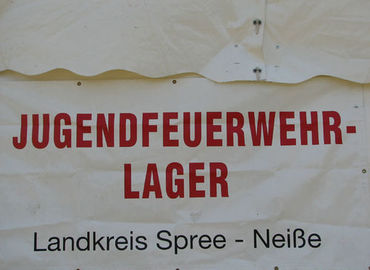 JUGENDFEUERWEHR-
LAGER
Landkreis Spree - Neiße